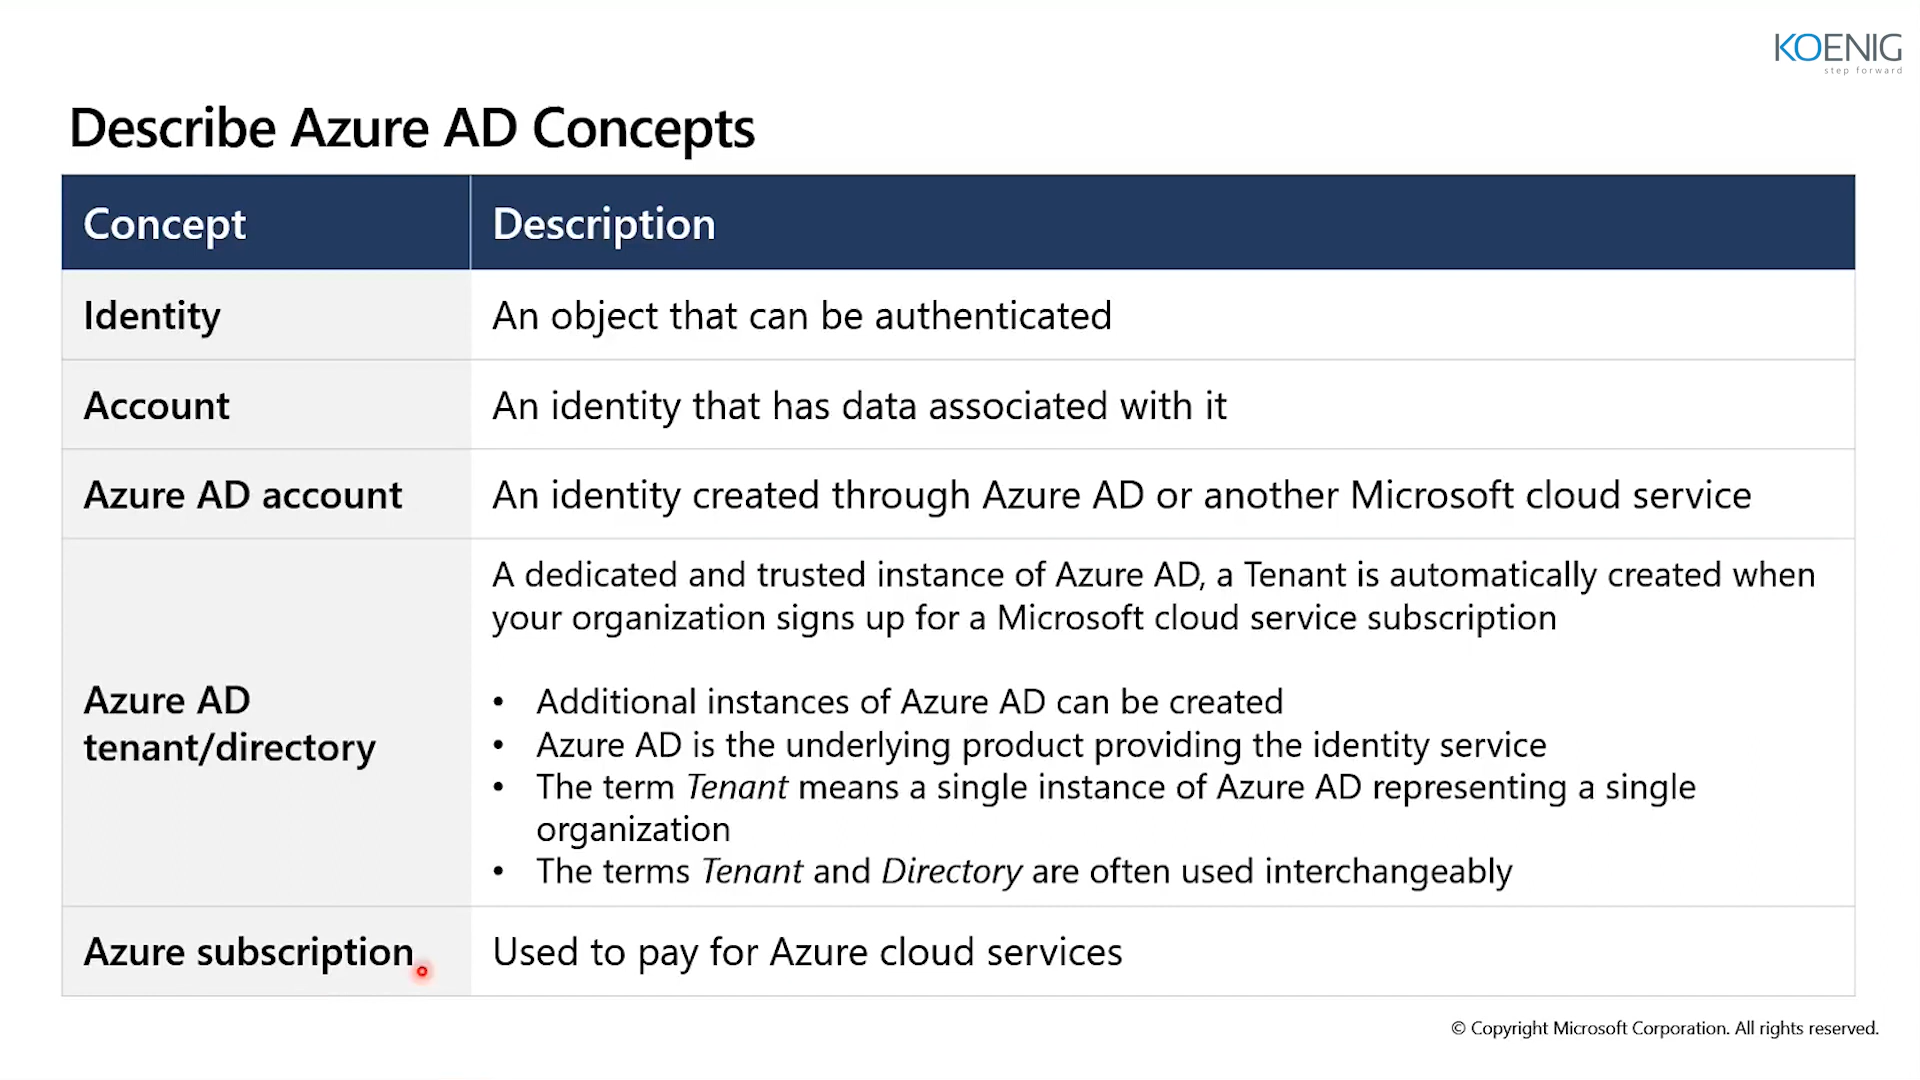 KOENIG
step forward
Describe Azure AD Concepts
Concept
Description
Identity
An object that can be authenticated
Account
An identity that has data associated with it
Azure AD account
An identity created through Azure AD or another Microsoft cloud service
Azure AD
tenant/directory
A dedicated and trusted instance of Azure AD, a Tenant is automatically created when
your organization signs up for a Microsoft cloud service subscription
• Additional instances of Azure AD can be created
• Azure AD is the underlying product providing the identity service
• The term Tenant means a single instance of Azure AD representing a single
organization
• The terms Tenant and Directory are often used interchangeably
Azure subscription
Used to pay for Azure cloud services
© Copyright Microsoft Corporation. All rights reserved.